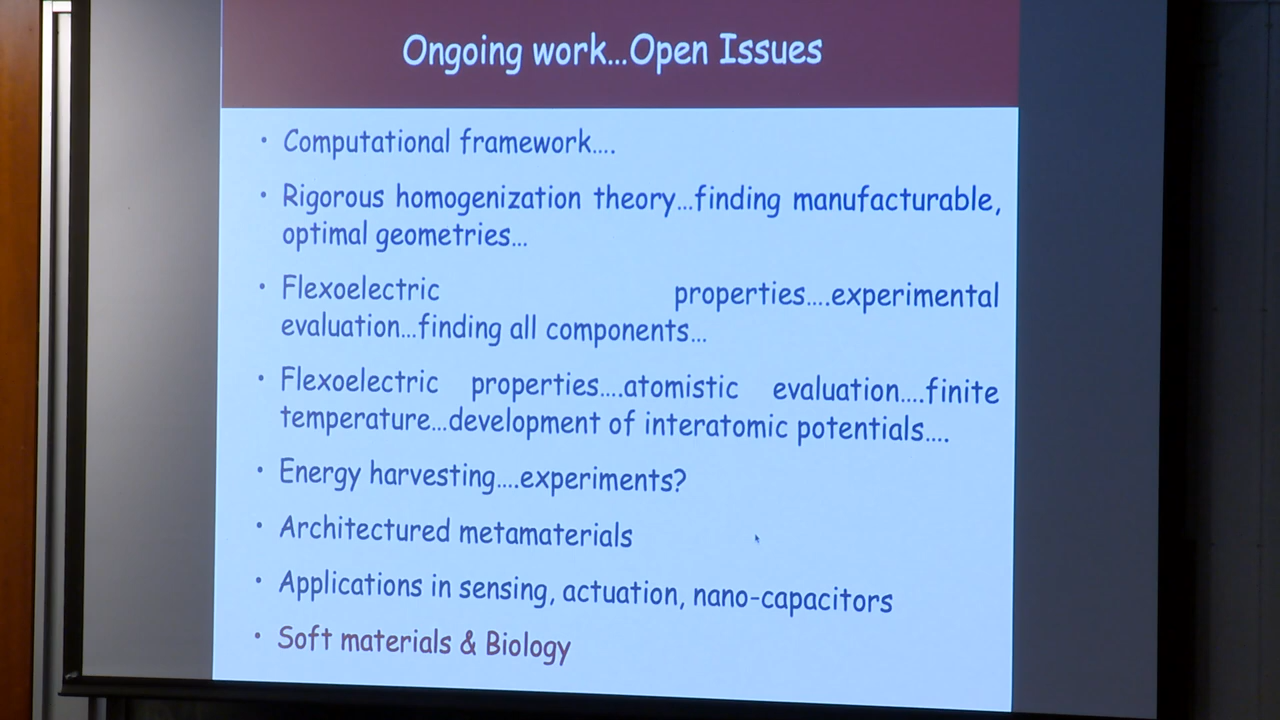 Ongoing work...Open Issues
• Computational framework....
• Rigorous homogenization theory...finding manufacturable,
optimal geometries...
• Flexoelectric properties....experimental
evaluation...finding all components...
• Flexoelectric properties....atomistic evaluation....finite
temperature...development of interatomic potentials....
• Energy harvesting....experiments?
• Architectured metamaterials
• Applications in sensing, actuation, nano-capacitors
• Soft materials & Biology